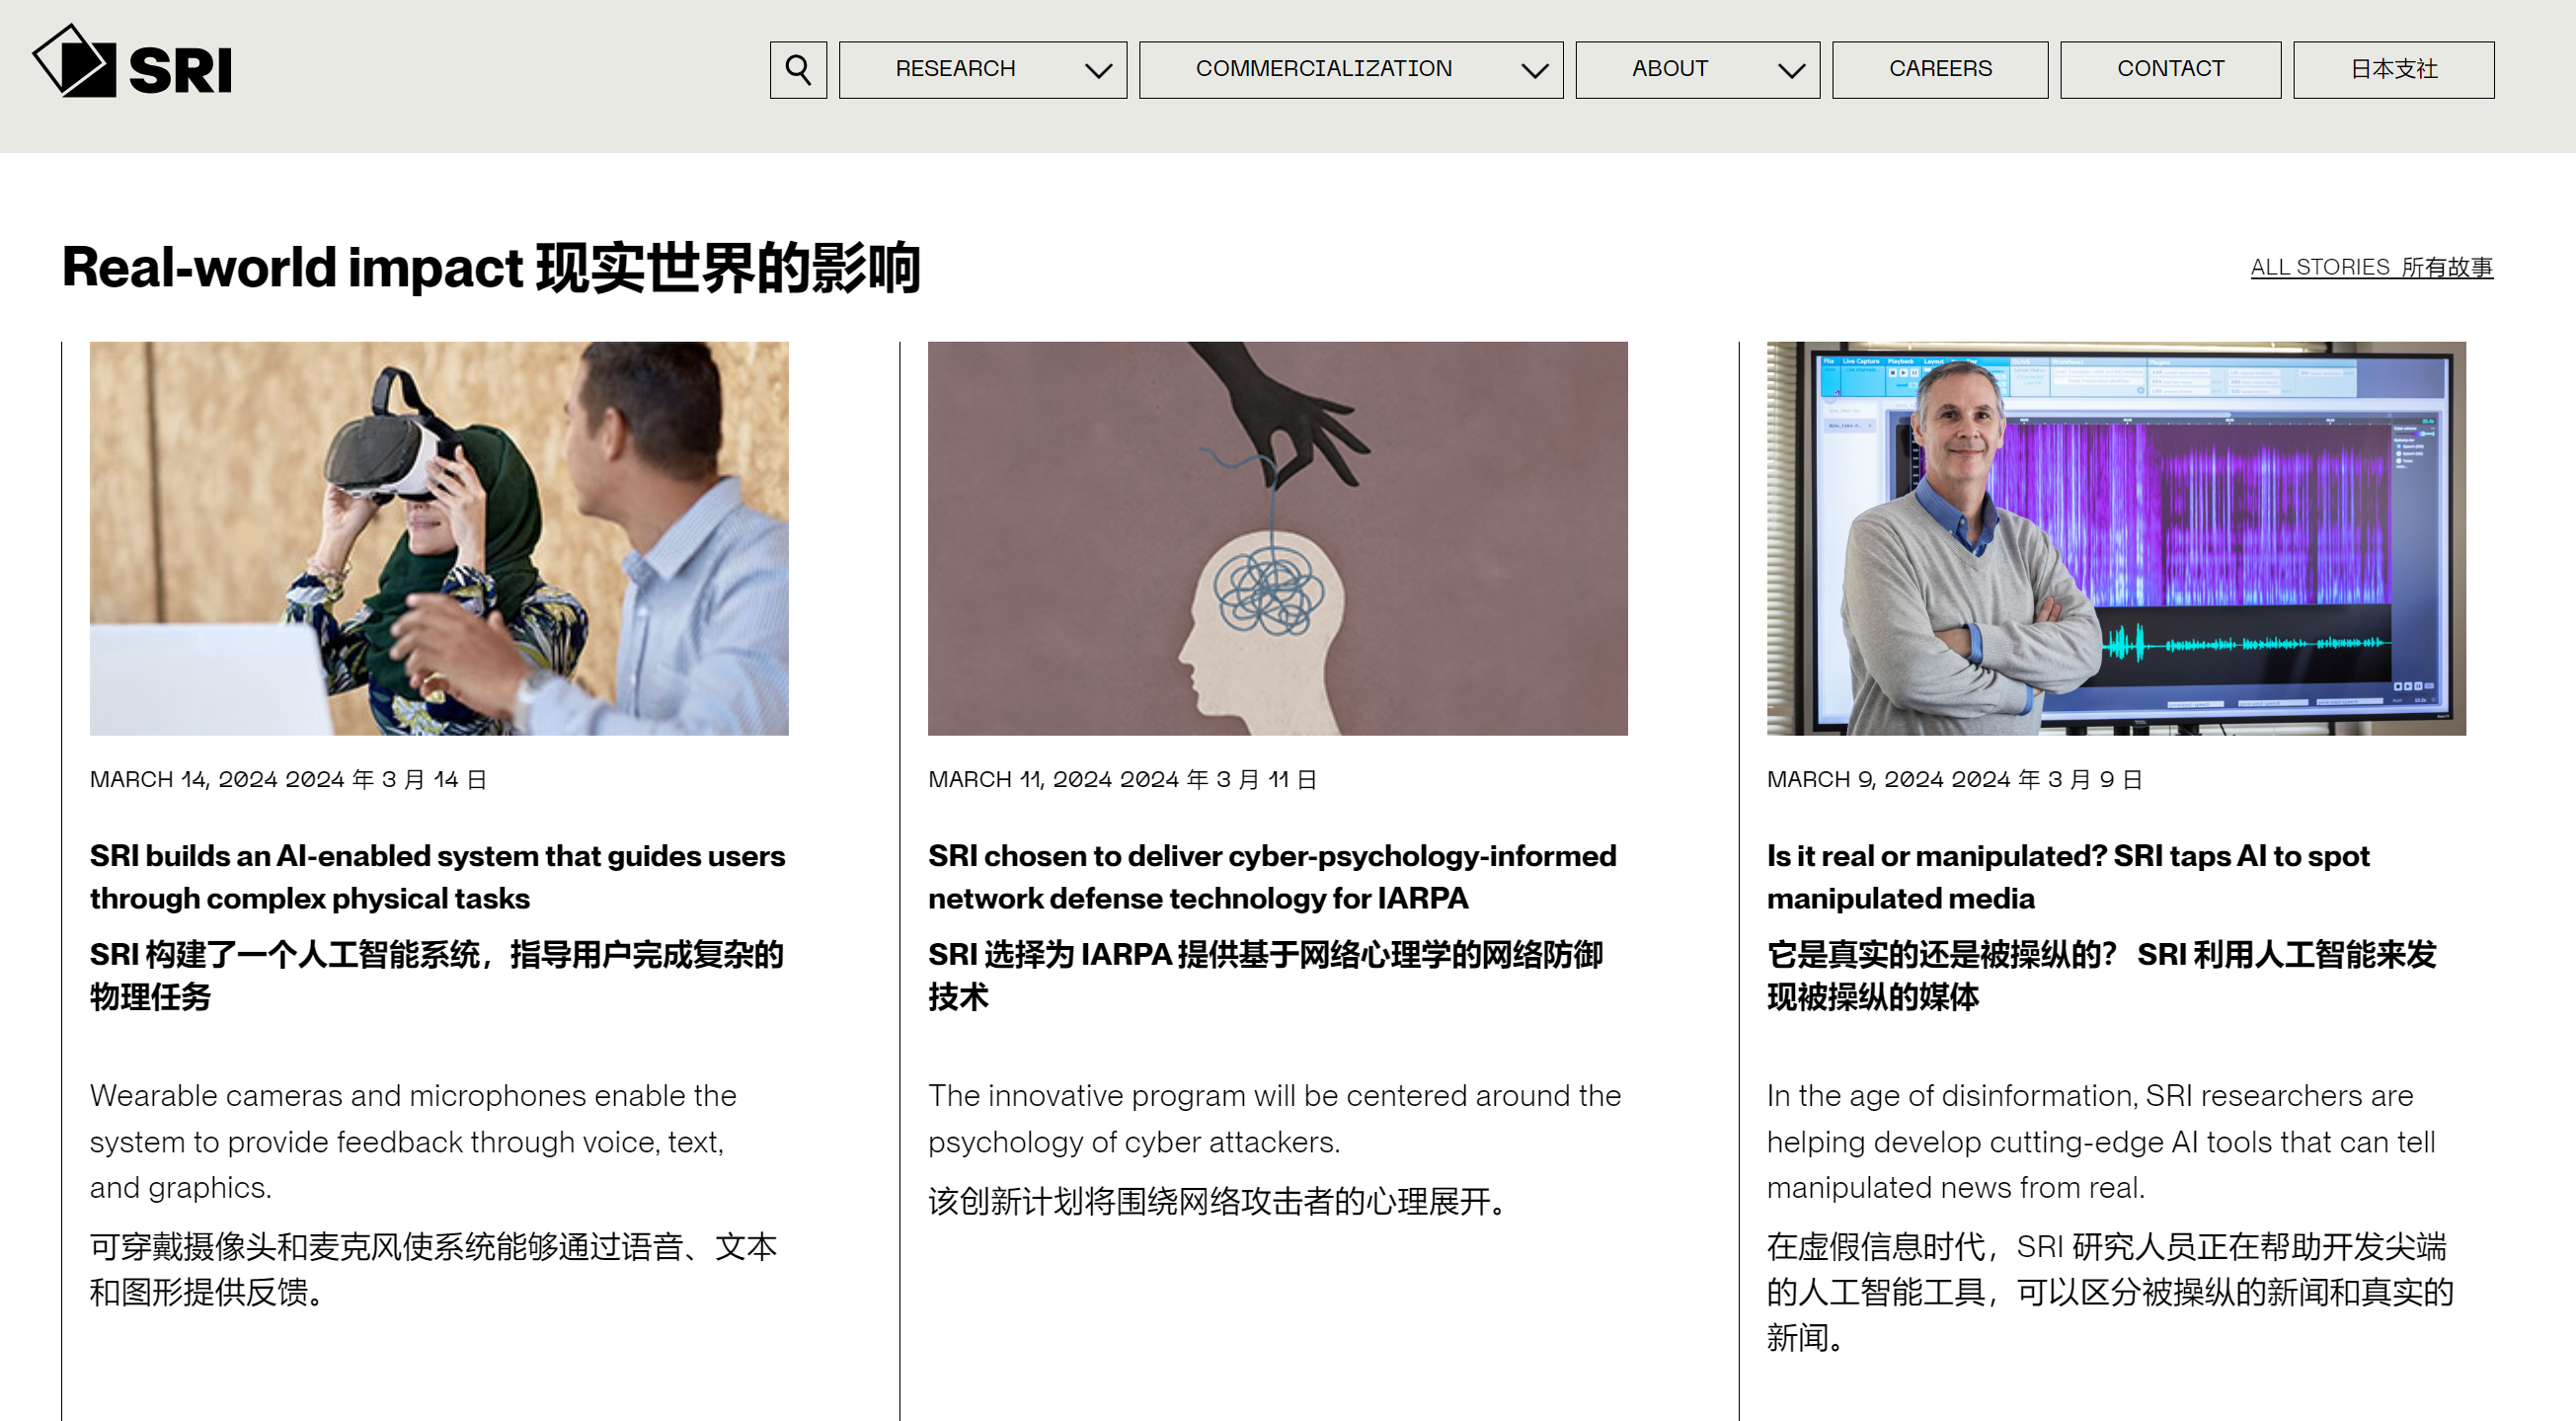 SRI
RESEARCH
COMMERCIALIZATION
ABOUT
CAREERS
CONTACT
日本支社
Real-world impact 现实世界的影响
ALL STORIES 所有故事
File Live Capture Playback Layout
MARCH 14, 2024 2024 年 3 月 14 日
SRI builds an AI-enabled system that guides users
through complex physical tasks
SRI 构建了一个人工智能系统，指导用户完成复杂的
物理任务
Wearable cameras and microphones enable the
system to provide feedback through voice, text,
and graphics.
可穿戴摄像头和麦克风使系统能够通过语音、文本
和图形提供反馈。
MARCH 11, 2024 2024 年 3 月 11 日
SRI chosen to deliver cyber-psychology-informed
network defense technology for IARPA
SRI 选择为 IARPA 提供基于网络心理学的网络防御
技术
The innovative program will be centered around the
psychology of cyber attackers.
该创新计划将围绕网络攻击者的心理展开。
MARCH 9, 2024 2024 年 3 月 9 日
Is it real or manipulated? SRI taps AI to spot
manipulated media
它是真实的还是被操纵的？ SRI 利用人工智能来发
现被操纵的媒体
In the age of disinformation, SRI researchers are
helping develop cutting-edge AI tools that can tell
manipulated news from real.
在虚假信息时代，SRI 研究人员正在帮助开发尖端
的人工智能工具，可以区分被操纵的新闻和真实的
新闻。